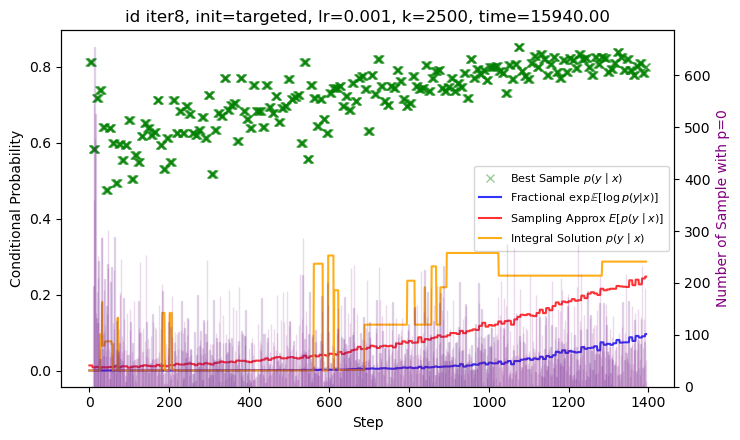 id iter8, init=targeted, lr=0.001, k=2500, time=15940.00
Conditional Probability
0.8
0.6
0.4
0.2
0.0
Best Sample p(y | x)
Fractional exp𝔼[log p(y|x)]
Sampling Approx E[p(y | x)]
Integral Solution p(y | x)
600
500
400
300
200
100
0
Number of Sample with p=0
0 200 400 600 800 1000 1200 1400
Step